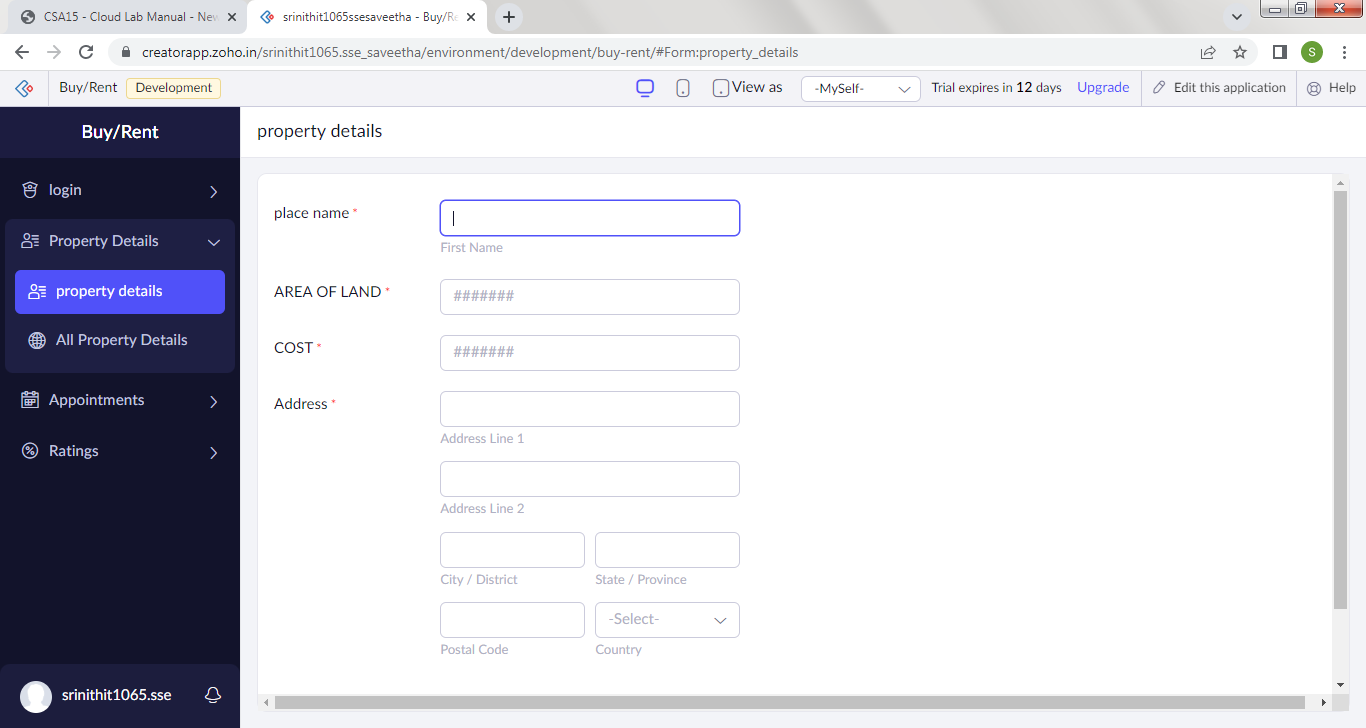 CSA15 - Cloud Lab Manual - New
srinithit1065ssesaveetha - Buy/Re
creatorapp.zoho.in/srinithit1065.sse_saveetha/environment/development/buy-rent/#Form:property_details
S
Buy/Rent Development View as -MySelf- Trial expires in 12 days Upgrade Edit this application Help
Buy/Rent
property details
login
Property Details
property details
All Property Details
Appointments
Ratings
srinithit1065.sse
place name *
First Name
AREA OF LAND * #######
COST * #######
Address *
Address Line 1
Address Line 2
City / District State / Province
-Select-
Postal Code Country